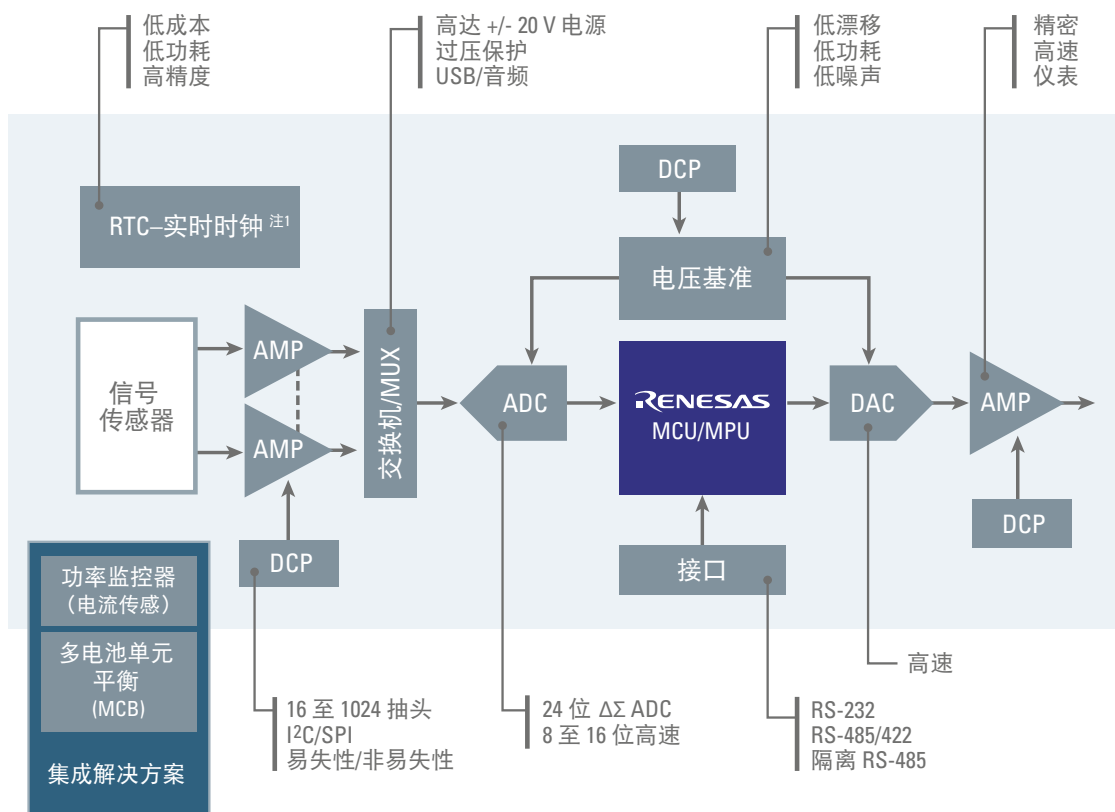 低成本
低功耗
高精度
高达 +/- 20 V 电源
过压保护
USB/音频
低漂移
低功耗
低噪声
精密
高速
仪表
DCP
RTC–实时时钟 注1
电压基准
信号
传感器
AMP
AMP
交换机/MUX
ADC
RENESAS
MCU/MPU
DAC
AMP
DCP
接口
DCP
功率监控器
（电流传感）
多电池单元
平衡
(MCB)
集成解决方案
16 至 1024 抽头
I²C/SPI
易失性/非易失性
24 位 ΔΣ ADC
8 至 16 位高速
RS-232
RS-485/422
隔离 RS-485
高速